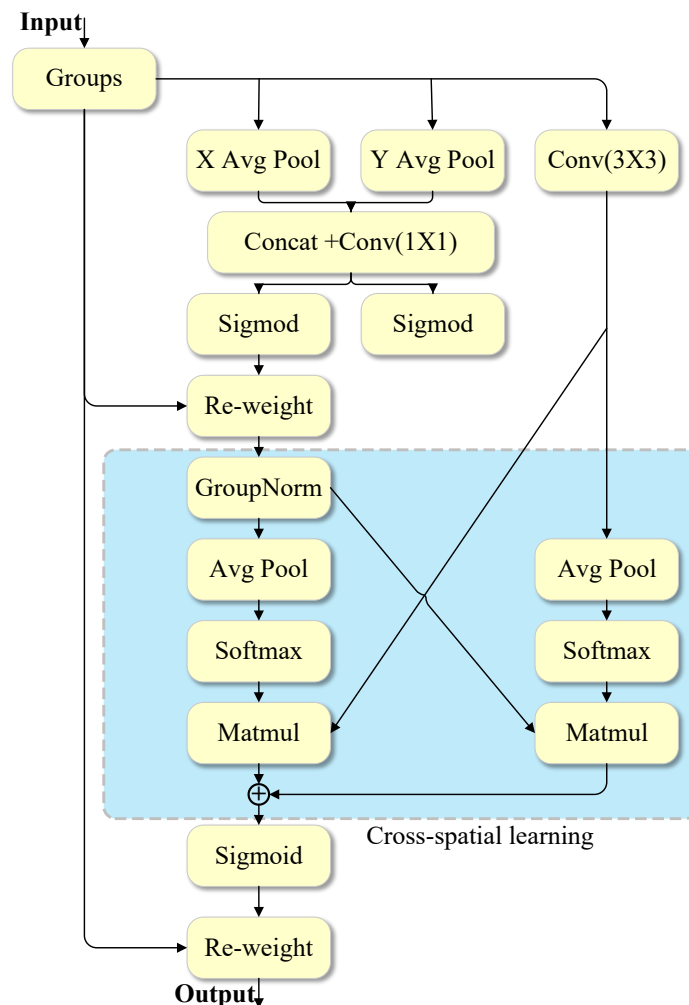 Input
Groups
X Avg Pool
Y Avg Pool
Conv(3X3)
Concat +Conv(1X1)
Sigmod
Sigmod
Re-weight
GroupNorm
Avg Pool
Avg Pool
Softmax
Softmax
Matmul
Matmul
Cross-spatial learning
Sigmoid
Re-weight
Output